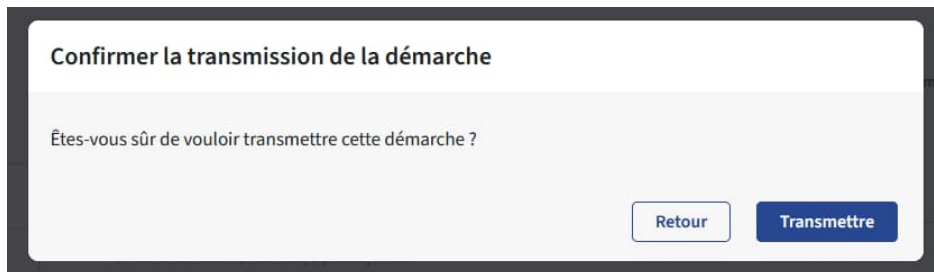 Confirmer la transmission de la démarche
Êtes-vous sûr de vouloir transmettre cette démarche ?
Retour
Transmettre